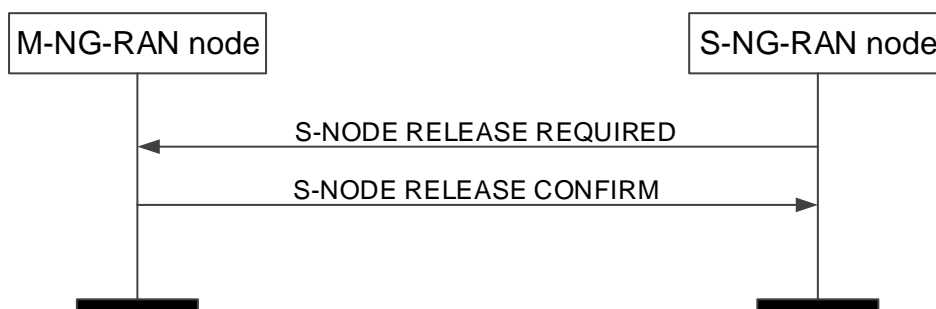 M-NG-RAN node
S-NG-RAN node
S-NODE RELEASE REQUIRED
S-NODE RELEASE CONFIRM